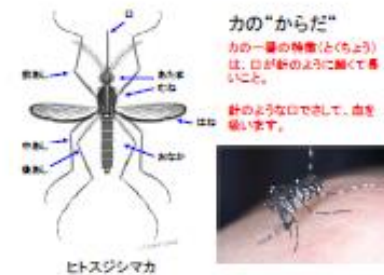 口
カの“からだ“
カの一番の特徴(とくちょう)
は、口が針のように細くて長
いこと。
前あし
あたま
むね
針のような口でさして、血を
吸います。
はね
中あし
後あし
おなか
ヒトスジシマカ